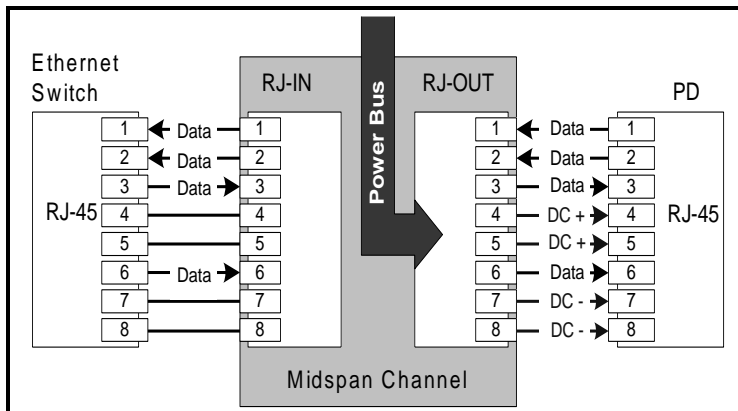 Ethernet
Switch
RJ-IN
Power Bus
RJ-OUT
PD
1 Data 1
2 Data 2
3 Data 3
4 4
5 5
6 Data 6
7 7
8 8
RJ-45
1 Data 1
2 Data 2
3 Data 3
4 DC + 4
5 DC + 5
6 Data 6
7 DC - 7
8 DC - 8
RJ-45
Midspan Channel